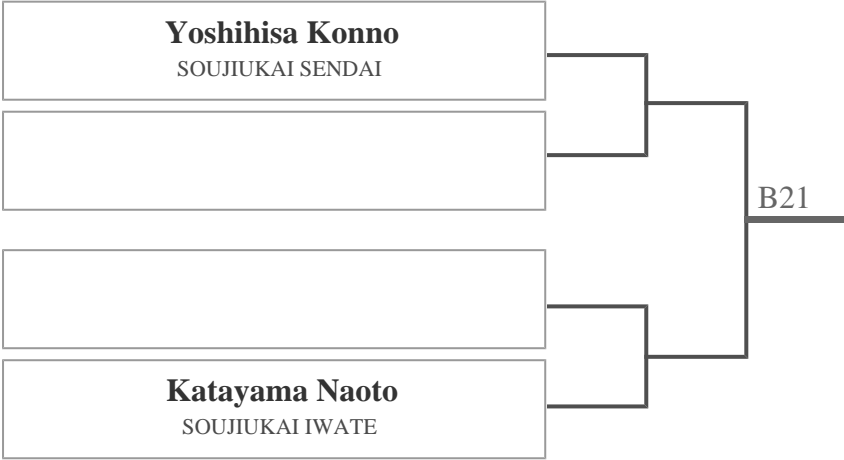 Yoshihisa Konno
SOUJIUKAI SENDAI
B21
Katayama Naoto
SOUJIUKAI IWATE